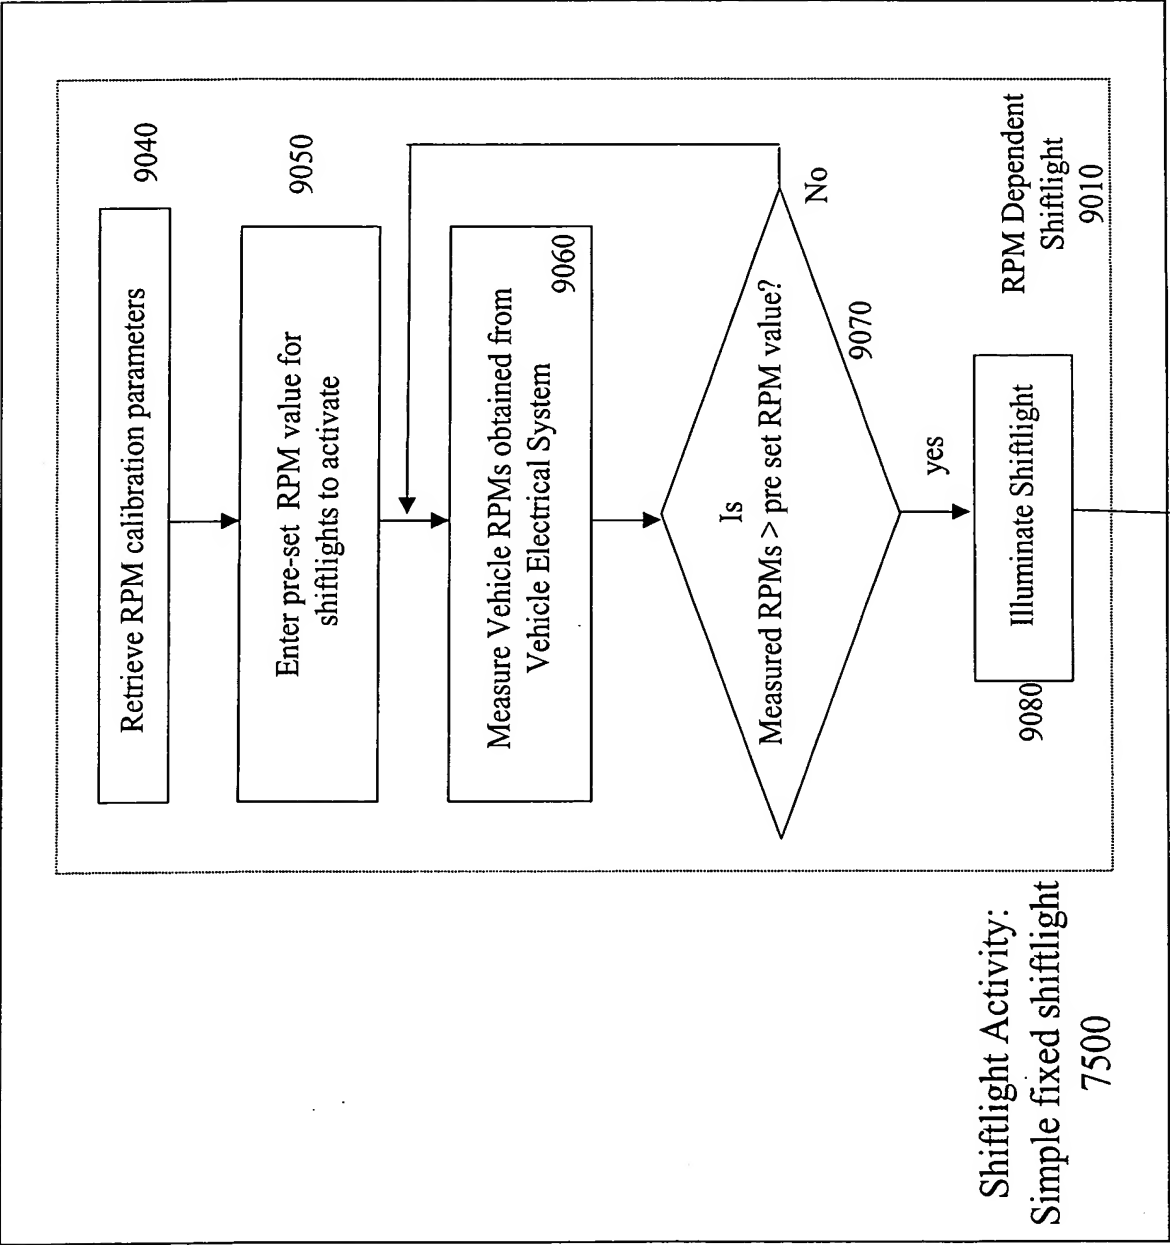 Retrieve RPM calibration parameters
9040
Enter pre-set RPM value for
shiftlights to activate
9050
Measure Vehicle RPMs obtained from
Vehicle Electrical System
9060
Is
Measured RPMs > pre set RPM value?
No
9070
yes
Illuminate Shiftlight
9080
RPM Dependent
Shiftlight
9010
Shiftlight Activity:
Simple fixed shiftlight
7500